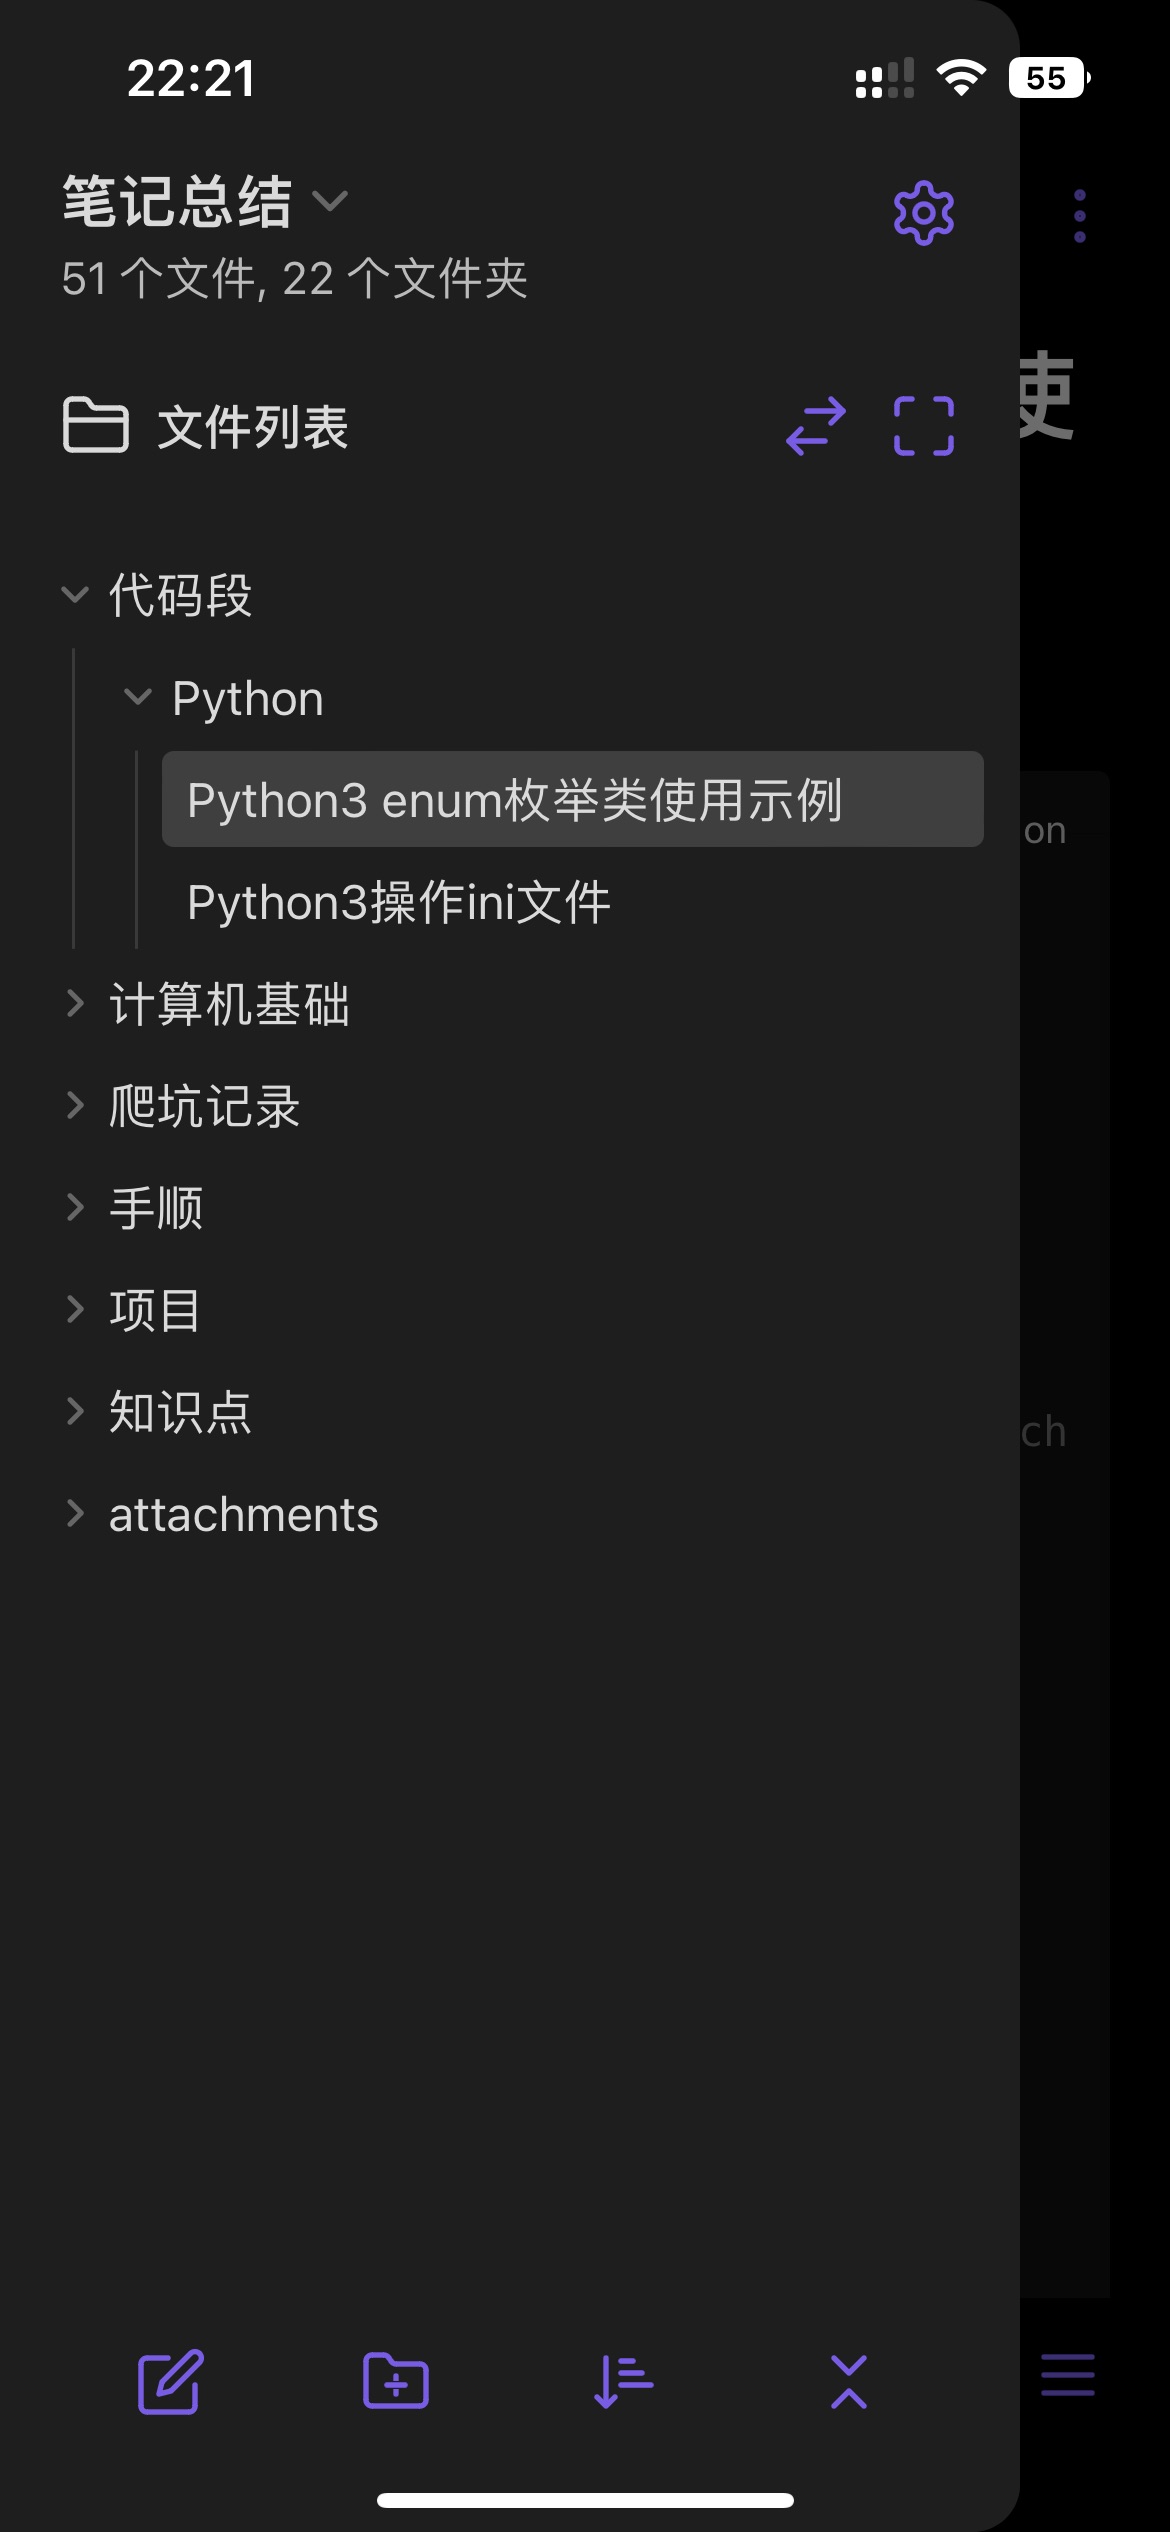 22:21
55
笔记总结
51 个文件, 22 个文件夹
文件列表
使
代码段
Python
Python3 enum枚举类使用示例
on
Python3操作ini文件
计算机基础
爬坑记录
手顺
项目
知识点
ch
attachments